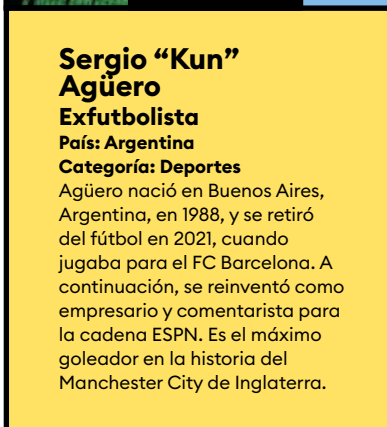 Sergio “Kun”
Agüero
Exfutbolista
País: Argentina
Categoría: Deportes
Agüero nació en Buenos Aires,
Argentina, en 1988, y se retiró
del fútbol en 2021, cuando
jugaba para el FC Barcelona. A
continuación, se reinventó como
empresario y comentarista para
la cadena ESPN. Es el máximo
goleador en la historia del
Manchester City de Inglaterra.